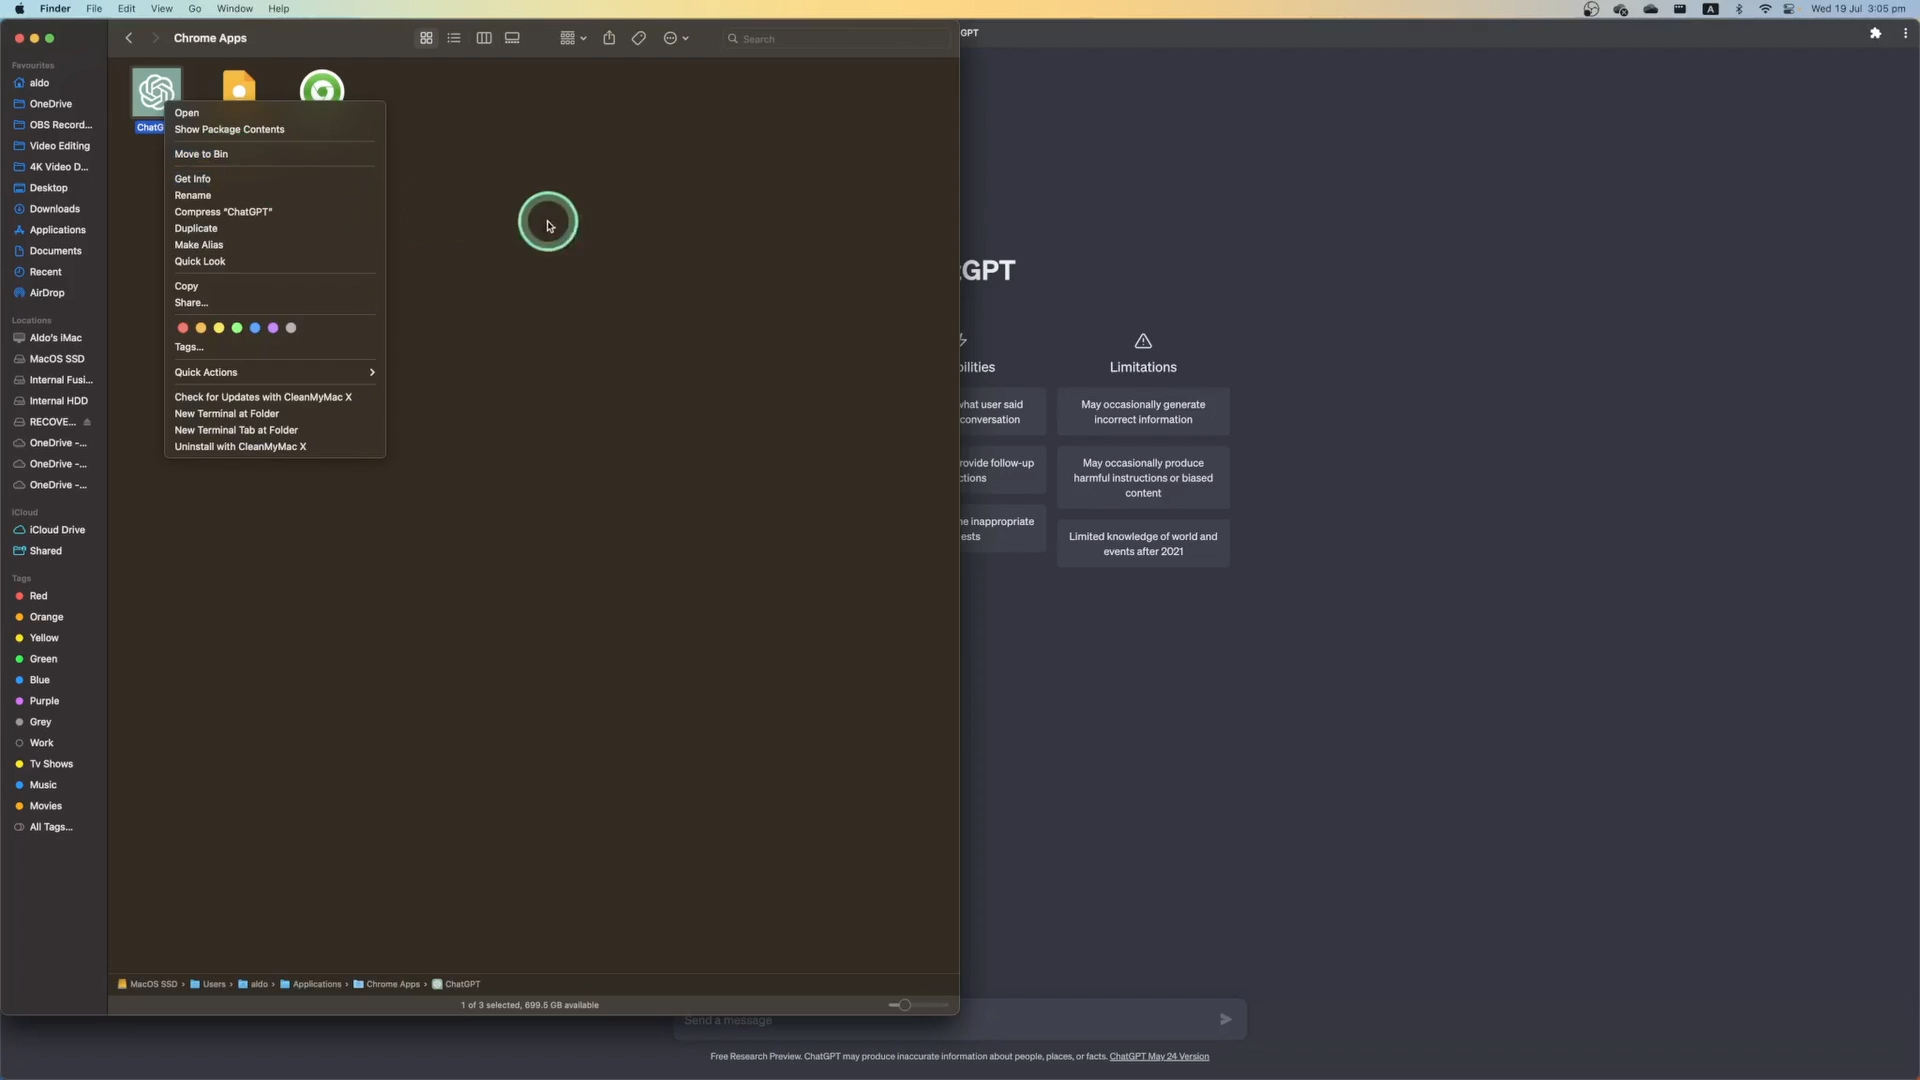 Finder File Edit View Go Window Help
A Wed 19 Jul 3:05 pm
Chrome Apps
Search
GPT
Favourites
aldo
OneDrive
OBS Record...
Video Editing
4K Video D...
Desktop
Downloads
Applications
Documents
Recent
AirDrop
Locations
Aldo's iMac
MacOS SSD
Internal Fusi...
Internal HDD
RECOVE...
OneDrive -...
OneDrive -...
OneDrive -...
iCloud
iCloud Drive
Shared
Tags
Red
Orange
Yellow
Green
Blue
Purple
Grey
Work
Tv Shows
Music
Movies
All Tags...
ChatG
Open
Show Package Contents
Move to Bin
Get Info
Rename
Compress "ChatGPT"
Duplicate
Make Alias
Quick Look
Copy
Share...
Tags...
Quick Actions
Check for Updates with CleanMyMac X
New Terminal at Folder
New Terminal Tab at Folder
Uninstall with CleanMyMac X
MacOS SSD › Users › aldo › Applications › Chrome Apps › ChatGPT
1 of 3 selected, 699.5 GB available
tGPT
bilities
what user said
conversation
rovide follow-up
ctions
ne inappropriate
ests
Limitations
May occasionally generate
incorrect information
May occasionally produce
harmful instructions or biased
content
Limited knowledge of world and
events after 2021
Send a message
Free Research Preview. ChatGPT may produce inaccurate information about people, places, or facts. ChatGPT May 24 Version